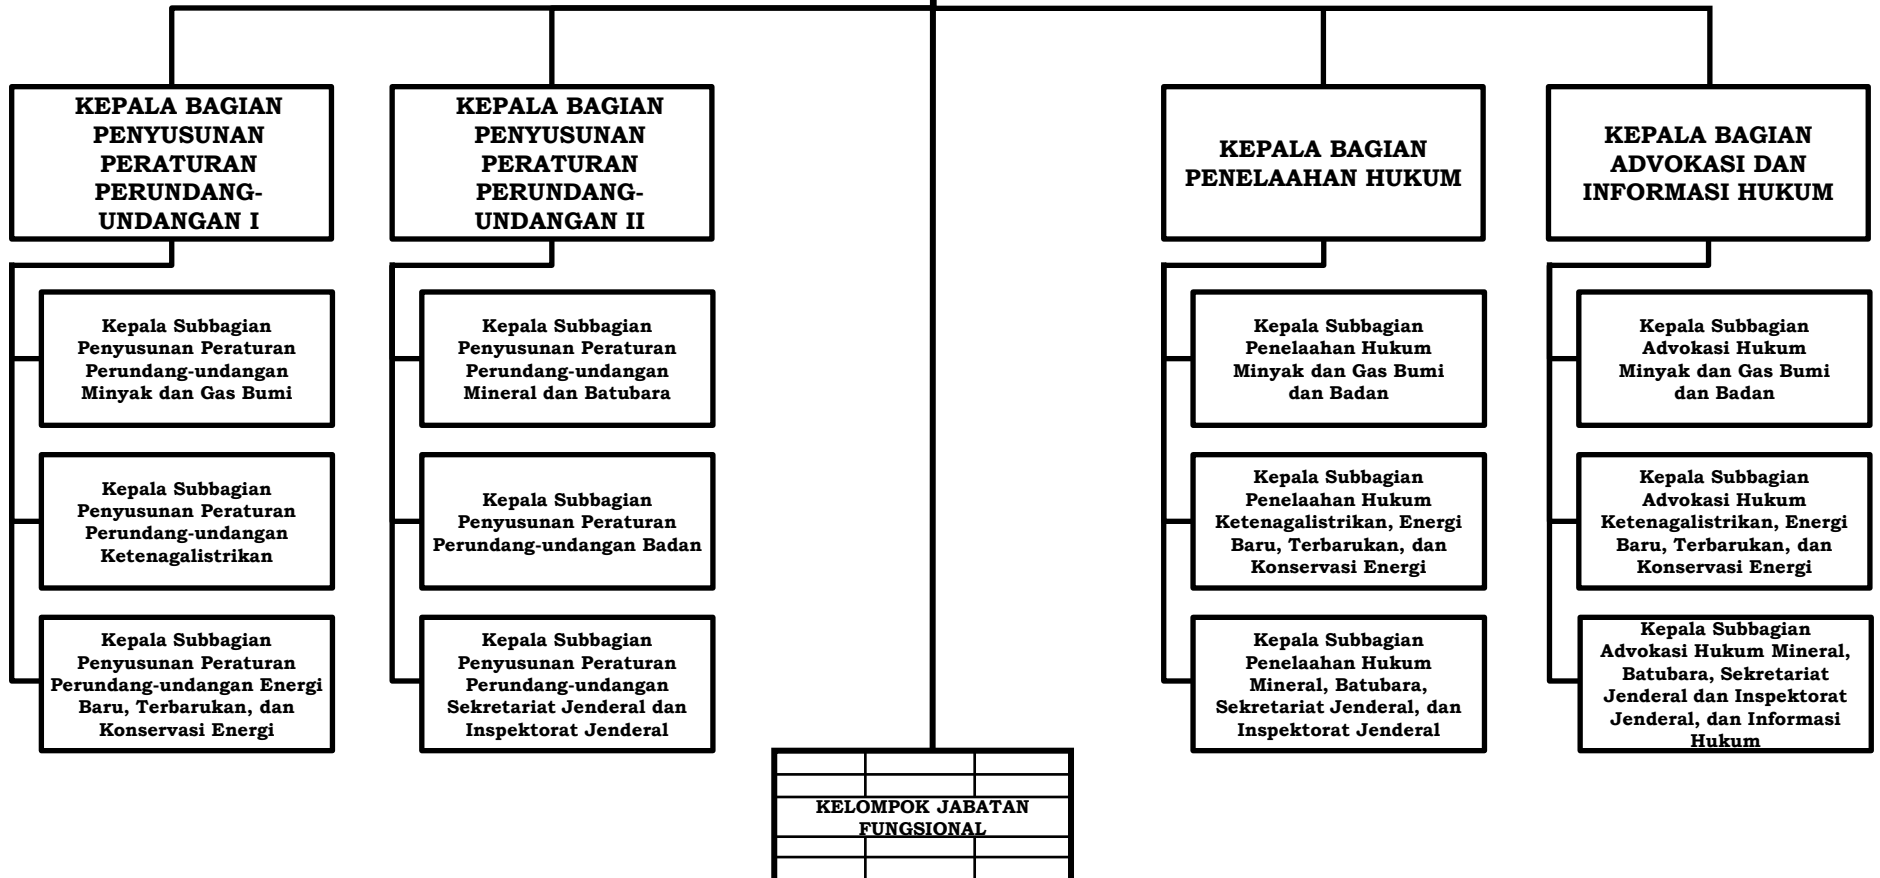 KEPALA BAGIAN
PENYUSUNAN
PERATURAN
PERUNDANG-
UNDANGAN I
KEPALA BAGIAN
PENYUSUNAN
PERATURAN
PERUNDANG-
UNDANGAN II
KEPALA BAGIAN
PENELAAHAN HUKUM
KEPALA BAGIAN
ADVOKASI DAN
INFORMASI HUKUM
Kepala Subbagian
Penyusunan Peraturan
Perundang-undangan
Minyak dan Gas Bumi
Kepala Subbagian
Penyusunan Peraturan
Perundang-undangan
Mineral dan Batubara
Kepala Subbagian
Penelaahan Hukum
Minyak dan Gas Bumi
dan Badan
Kepala Subbagian
Advokasi Hukum
Minyak dan Gas Bumi
dan Badan
Kepala Subbagian
Penyusunan Peraturan
Perundang-undangan
Ketenagalistrikan
Kepala Subbagian
Penyusunan Peraturan
Perundang-undangan Badan
Kepala Subbagian
Penelaahan Hukum
Ketenagalistrikan, Energi
Baru, Terbarukan, dan
Konservasi Energi
Kepala Subbagian
Advokasi Hukum
Ketenagalistrikan, Energi
Baru, Terbarukan, dan
Konservasi Energi
Kepala Subbagian
Penyusunan Peraturan
Perundang-undangan Energi
Baru, Terbarukan, dan
Konservasi Energi
Kepala Subbagian
Penyusunan Peraturan
Perundang-undangan
Sekretariat Jenderal dan
Inspektorat Jenderal
Kepala Subbagian
Penelaahan Hukum
Mineral, Batubara,
Sekretariat Jenderal, dan
Inspektorat Jenderal
Kepala Subbagian
Advokasi Hukum Mineral,
Batubara, Sekretariat
Jenderal dan Inspektorat
Jenderal, dan Informasi
Hukum
KELOMPOK JABATAN
FUNGSIONAL